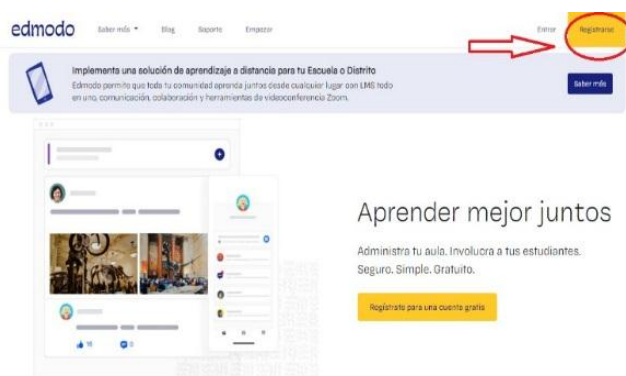 edmodo
Saber más
Blog
Soporte
Empezar
Entrar
Registrarse
Implementa una solución de aprendizaje a distancia para tu Escuela o Distrito
Edmodo permite que toda tu comunidad aprenda juntos desde cualquier lugar con LMS todo
en uno, comunicación, colaboración y herramientas de videoconferencia Zoom.
Saber más
Aprender mejor juntos
Administra tu aula. Involucra a tus estudiantes.
Seguro. Simple. Gratuito.
Regístrate para una cuenta gratis
16
0